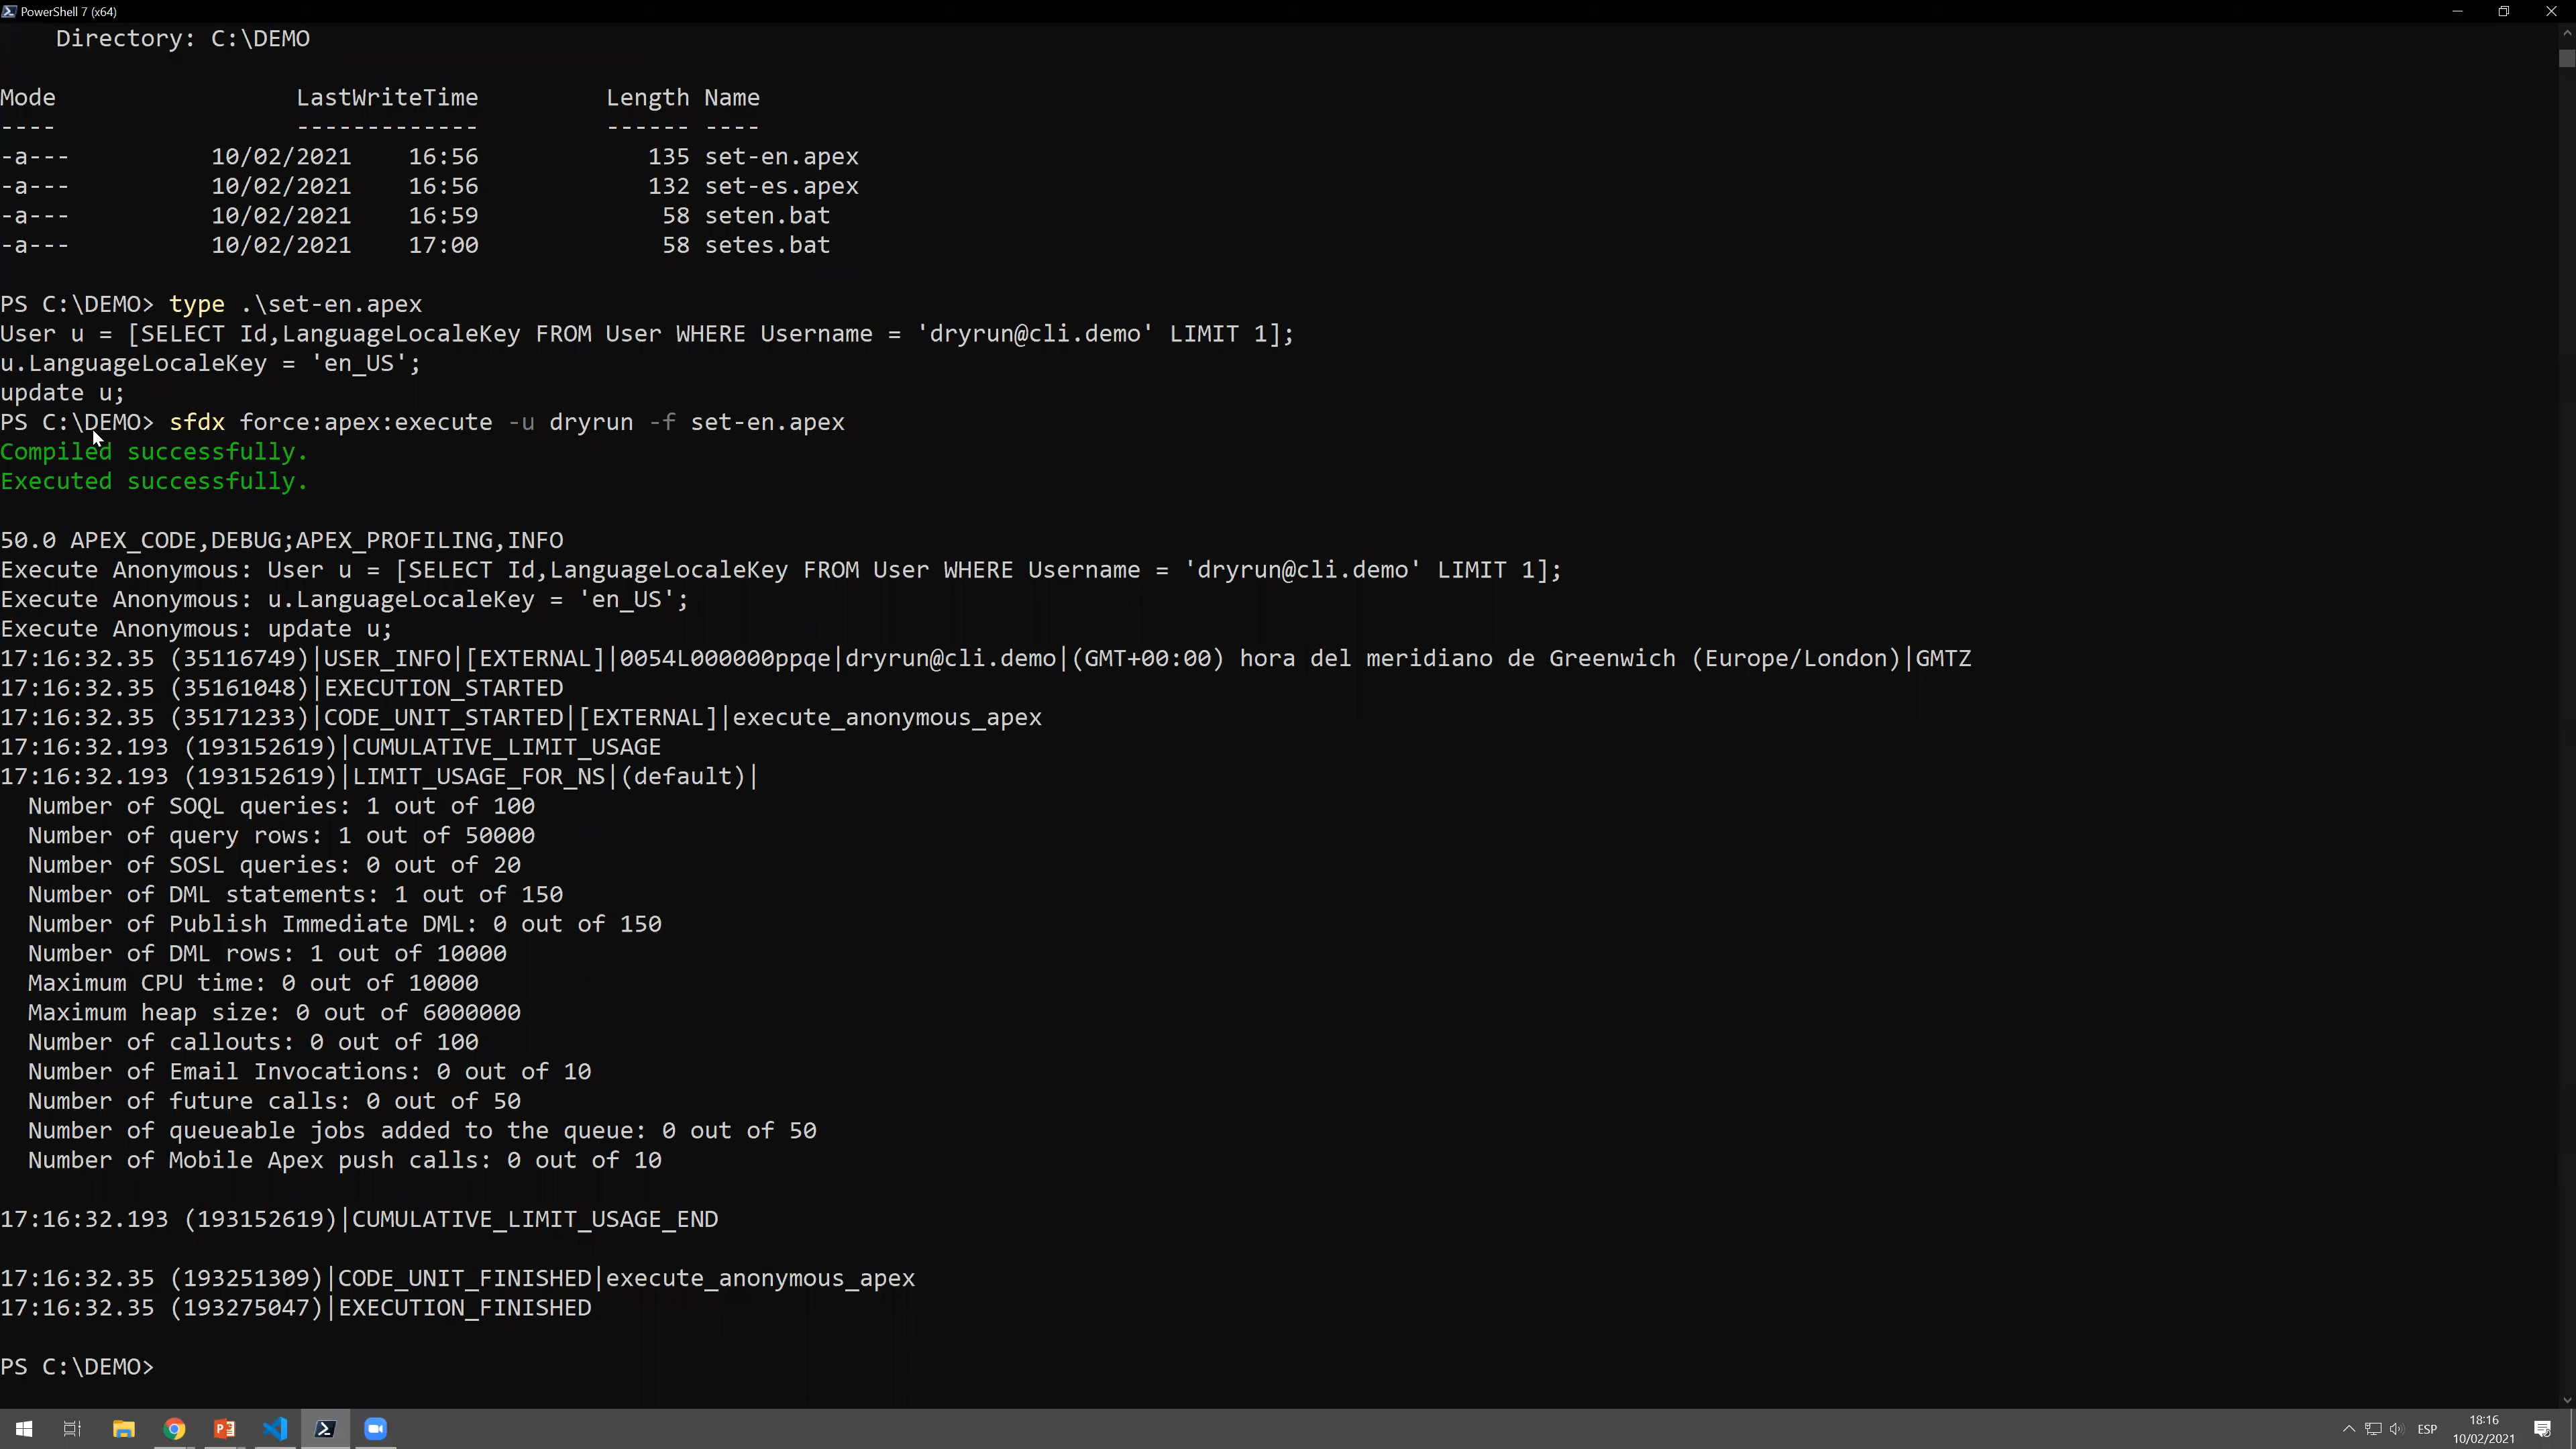 PowerShell 7 (x64)
Directory: C:\DEMO
Mode LastWriteTime Length Name
---- ------------- ------ ----
-a--- 10/02/2021 16:56 135 set-en.apex
-a--- 10/02/2021 16:56 132 set-es.apex
-a--- 10/02/2021 16:59 58 seten.bat
-a--- 10/02/2021 17:00 58 setes.bat
PS C:\DEMO> type .\set-en.apex
User u = [SELECT Id,LanguageLocaleKey FROM User WHERE Username = 'dryrun@cli.demo' LIMIT 1];
u.LanguageLocaleKey = 'en_US';
update u;
PS C:\DEMO> sfdx force:apex:execute -u dryrun -f set-en.apex
Compiled successfully.
Executed successfully.
50.0 APEX_CODE,DEBUG;APEX_PROFILING,INFO
Execute Anonymous: User u = [SELECT Id,LanguageLocaleKey FROM User WHERE Username = 'dryrun@cli.demo' LIMIT 1];
Execute Anonymous: u.LanguageLocaleKey = 'en_US';
Execute Anonymous: update u;
17:16:32.35 (35116749)|USER_INFO|[EXTERNAL]|0054L000000ppqe|dryrun@cli.demo|(GMT+00:00) hora del meridiano de Greenwich (Europe/London)|GMTZ
17:16:32.35 (35161048)|EXECUTION_STARTED
17:16:32.35 (35171233)|CODE_UNIT_STARTED|[EXTERNAL]|execute_anonymous_apex
17:16:32.193 (193152619)|CUMULATIVE_LIMIT_USAGE
17:16:32.193 (193152619)|LIMIT_USAGE_FOR_NS|(default)|
Number of SOQL queries: 1 out of 100
Number of query rows: 1 out of 50000
Number of SOSL queries: 0 out of 20
Number of DML statements: 1 out of 150
Number of Publish Immediate DML: 0 out of 150
Number of DML rows: 1 out of 10000
Maximum CPU time: 0 out of 10000
Maximum heap size: 0 out of 6000000
Number of callouts: 0 out of 100
Number of Email Invocations: 0 out of 10
Number of future calls: 0 out of 50
Number of queueable jobs added to the queue: 0 out of 50
Number of Mobile Apex push calls: 0 out of 10
17:16:32.193 (193152619)|CUMULATIVE_LIMIT_USAGE_END
17:16:32.35 (193251309)|CODE_UNIT_FINISHED|execute_anonymous_apex
17:16:32.35 (193275047)|EXECUTION_FINISHED
PS C:\DEMO>
ESP
18:16
10/02/2021